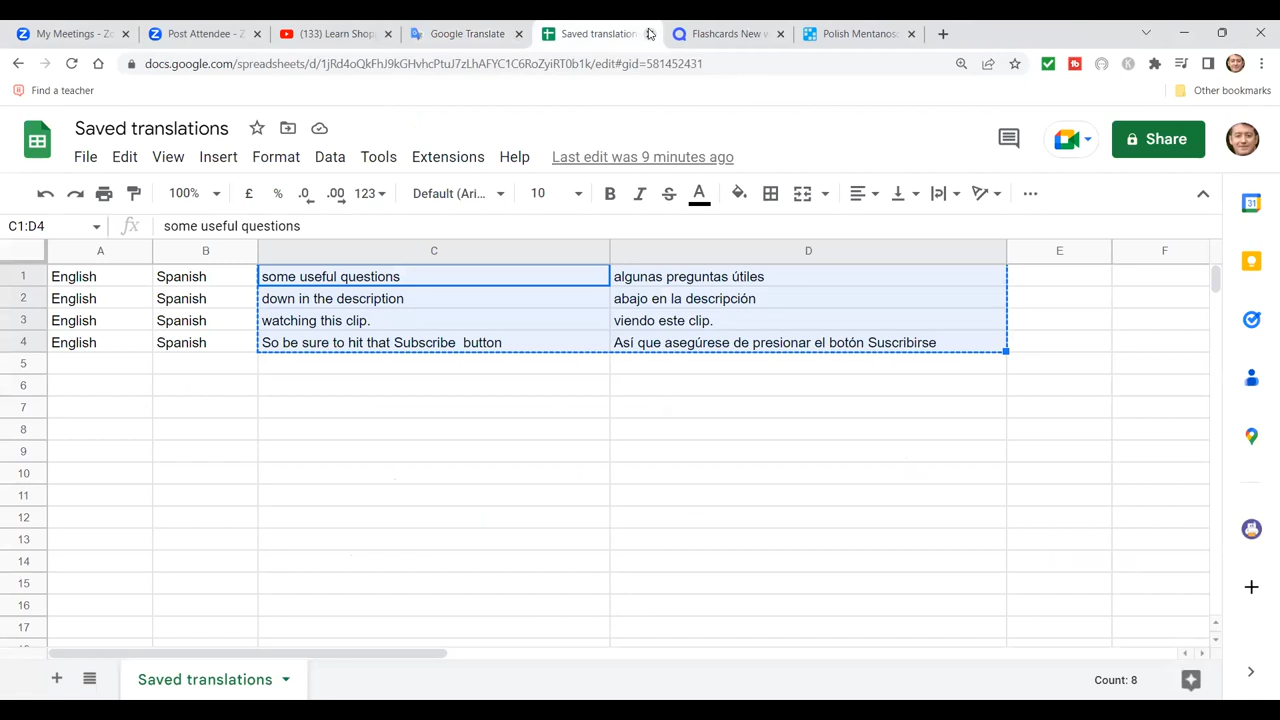 My Meetings - Zo
Post Attendee - Z
(133) Learn Shop
Google Translate
Saved translation
Flashcards New w
Polish Mentanos
docs.google.com/spreadsheets/d/1jRd4oQkFhJ9kGHvhcPtuJ7zLhAFYC1C6RoZyiRT0b1k/edit#gid=581452431
Find a teacher
Other bookmarks
Saved translations
Share
File Edit View Insert Format Data Tools Extensions Help Last edit was 9 minutes ago
100% £ % .0 .00 123 Default (Ari... 10 B I S A
C1:D4 fx some useful questions
A B C D E F
1 English Spanish some useful questions algunas preguntas útiles
2 English Spanish down in the description abajo en la descripción
3 English Spanish watching this clip. viendo este clip.
4 English Spanish So be sure to hit that Subscribe  button Así que asegúrese de presionar el botón Suscribirse
5
6
7
8
9
10
11
12
13
14
15
16
17
Saved translations
Count: 8
31